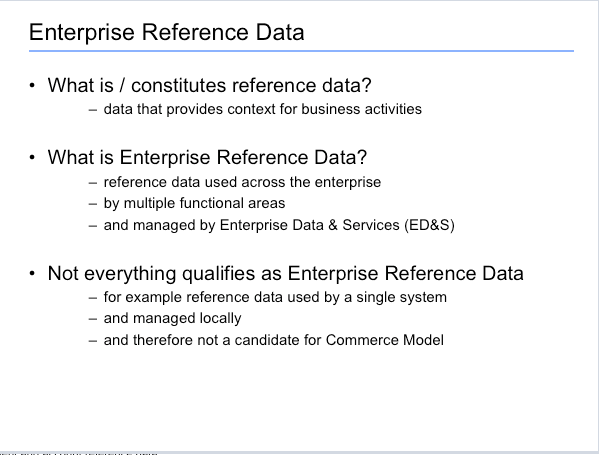 Enterprise Reference Data
• What is / constitutes reference data?
– data that provides context for business activities
• What is Enterprise Reference Data?
– reference data used across the enterprise
– by multiple functional areas
– and managed by Enterprise Data & Services (ED&S)
• Not everything qualifies as Enterprise Reference Data
– for example reference data used by a single system
– and managed locally
– and therefore not a candidate for Commerce Model